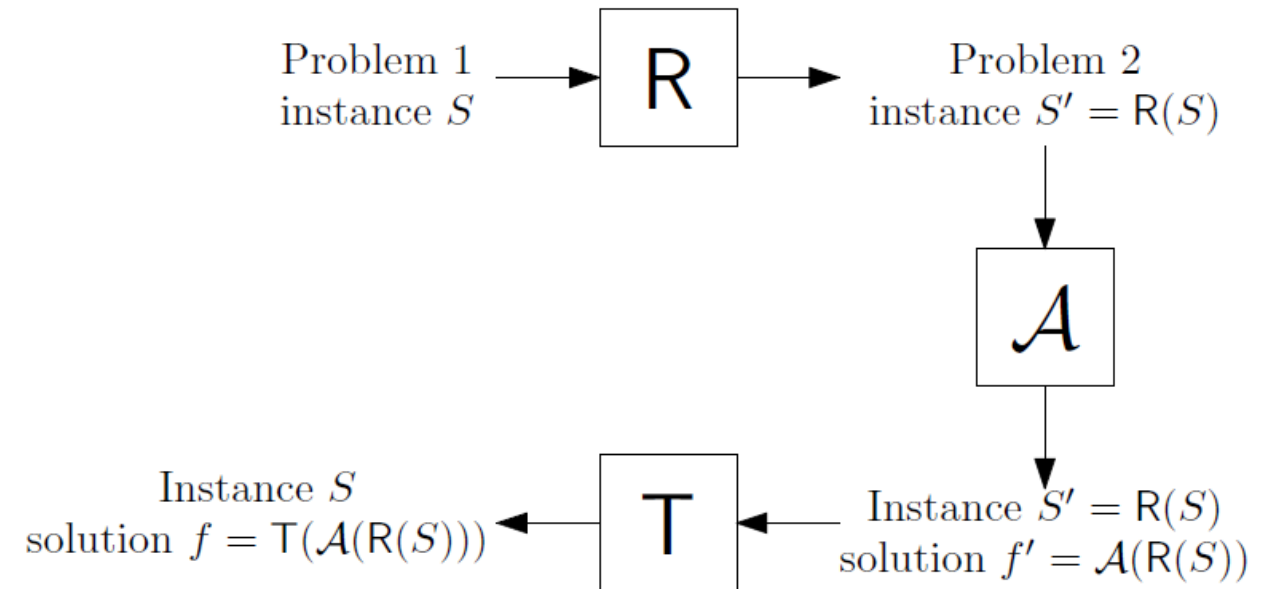 Problem 1
instance S
R
Problem 2
instance S′ = R(S)
𝒜
Instance S′ = R(S)
solution f′ = 𝒜(R(S))
T
Instance S
solution f = T(𝒜(R(S)))